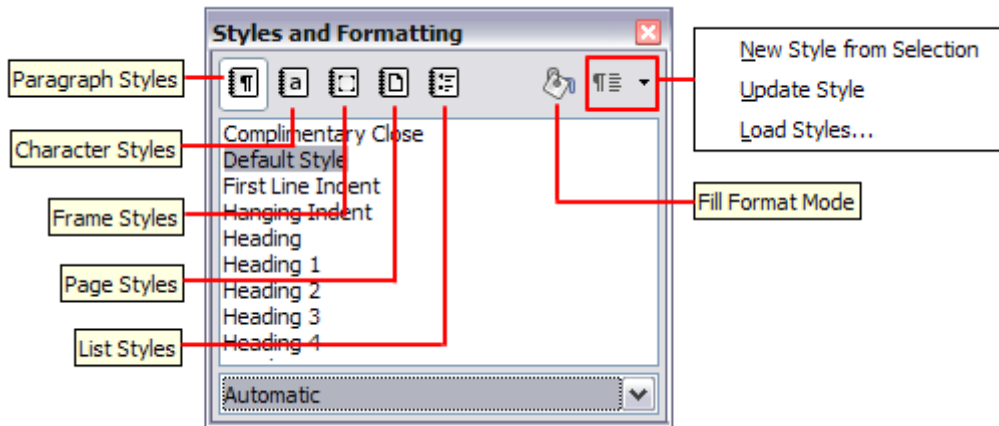 Styles and Formatting
New Style from Selection
Update Style
Load Styles...
Paragraph Styles
a
Character Styles
Complimentary Close
Default Style
First Line Indent
Hanging Indent
Heading
Heading 1
Heading 2
Heading 3
Heading 4
Frame Styles
Fill Format Mode
Page Styles
List Styles
Automatic